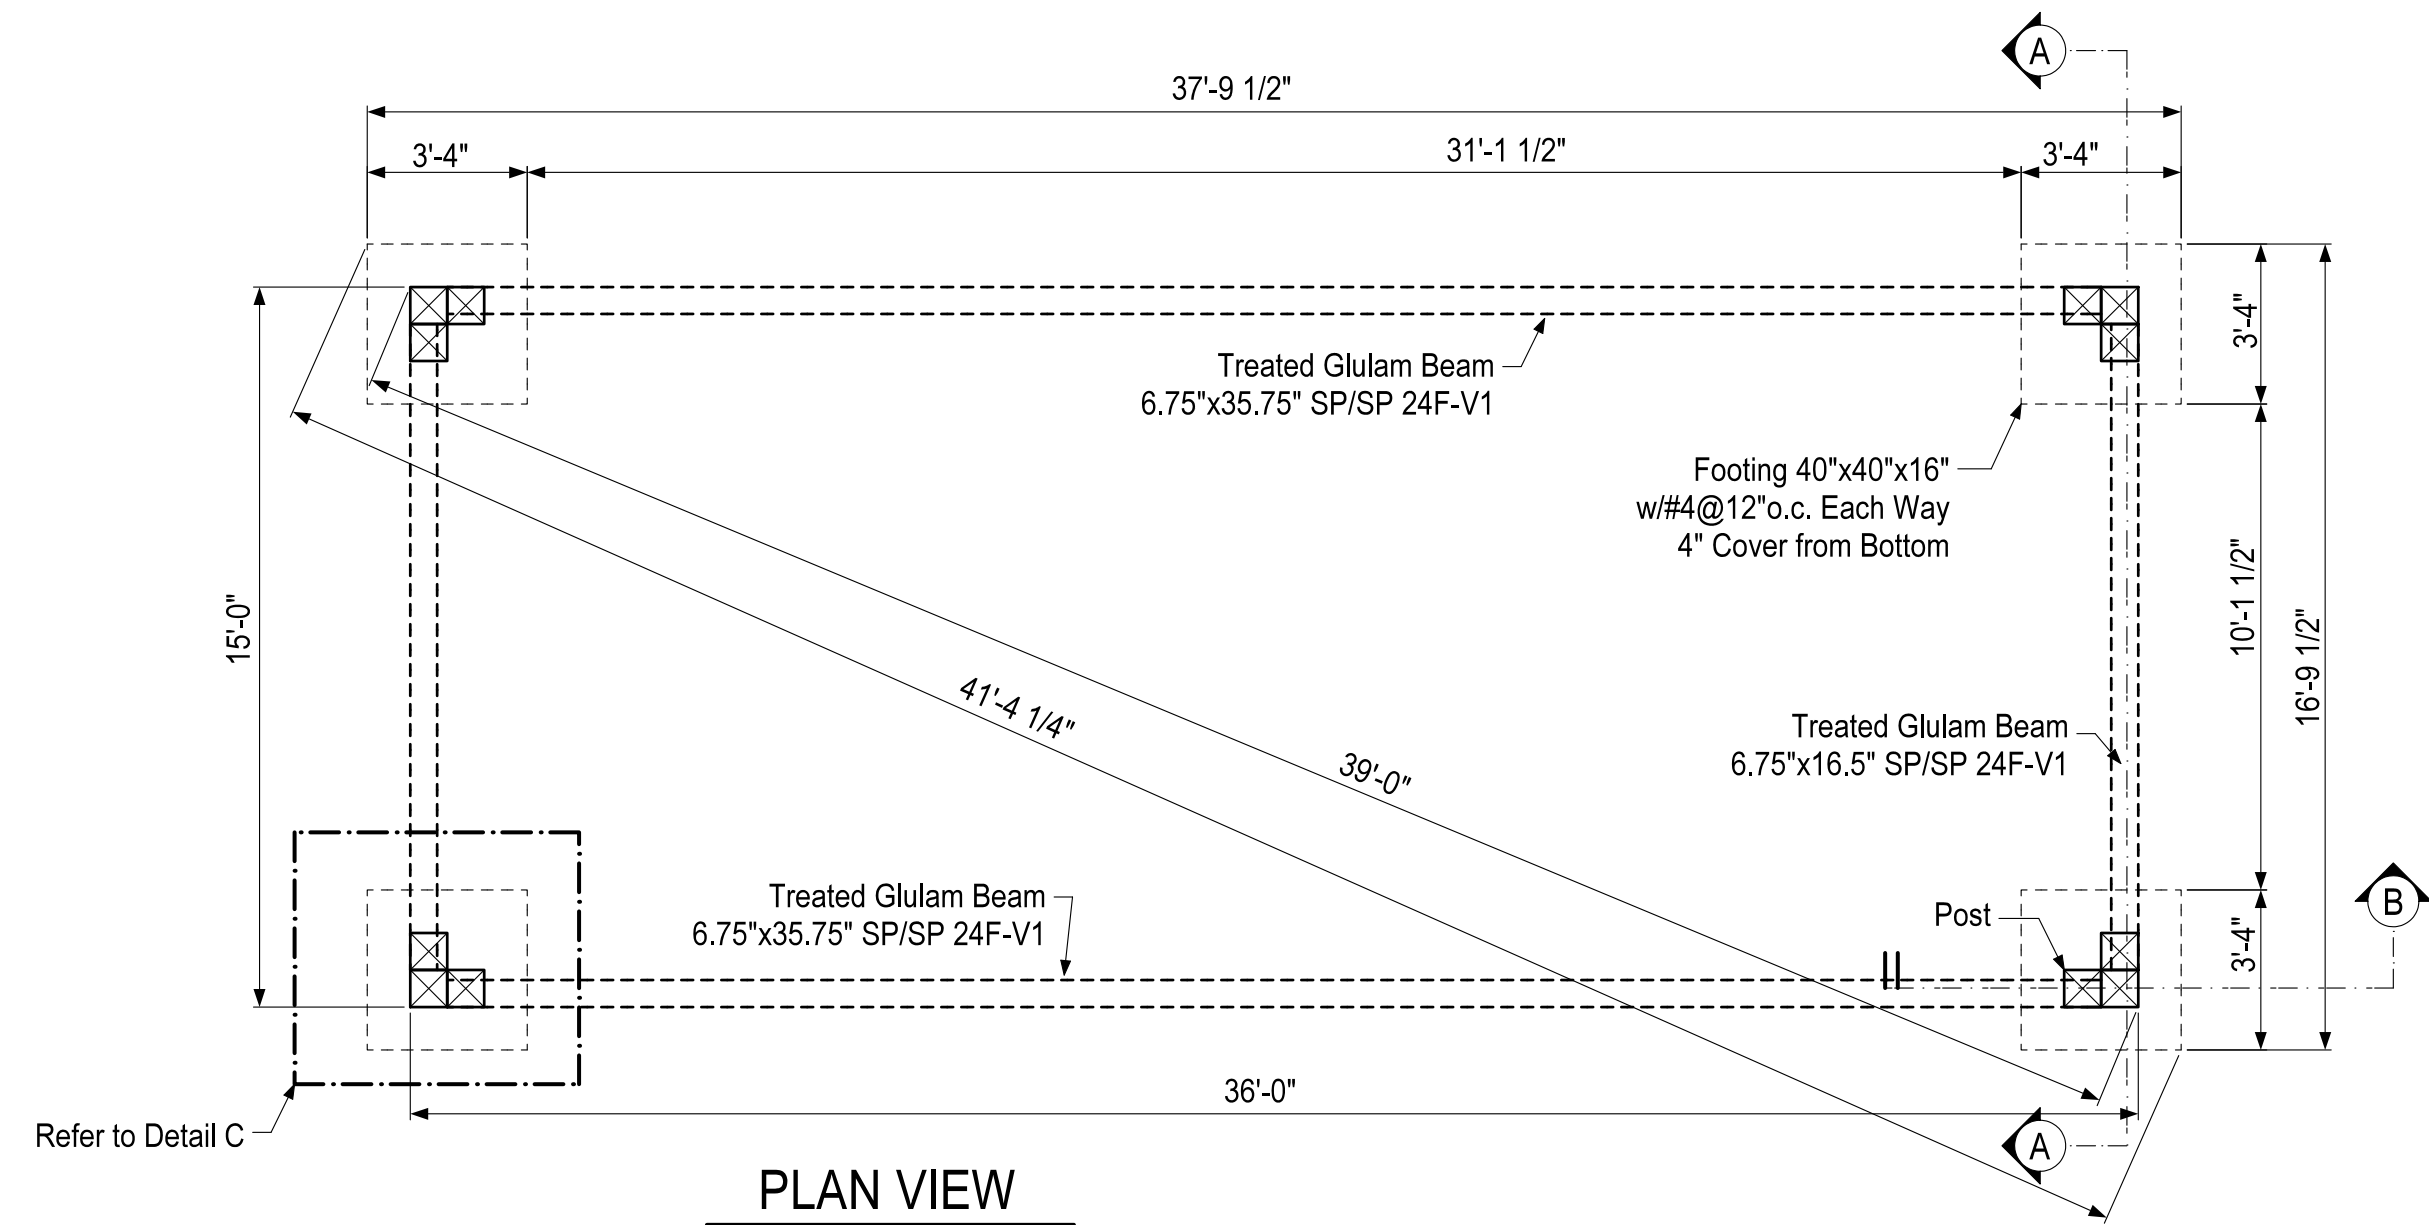 A
37'-9 1/2"
3'-4"
31'-1 1/2"
3'-4"
3'-4"
Treated Glulam Beam
6.75"x35.75" SP/SP 24F-V1
Footing 40"x40"x16"
w/#4@12"o.c. Each Way
4" Cover from Bottom
10'-1 1/2"
15'-0"
16'-9 1/2"
41'-4 1/4"
39'-0"
Treated Glulam Beam
6.75"x16.5" SP/SP 24F-V1
Treated Glulam Beam
6.75"x35.75" SP/SP 24F-V1
Post
B
3'-4"
36'-0"
Refer to Detail C
A
PLAN VIEW